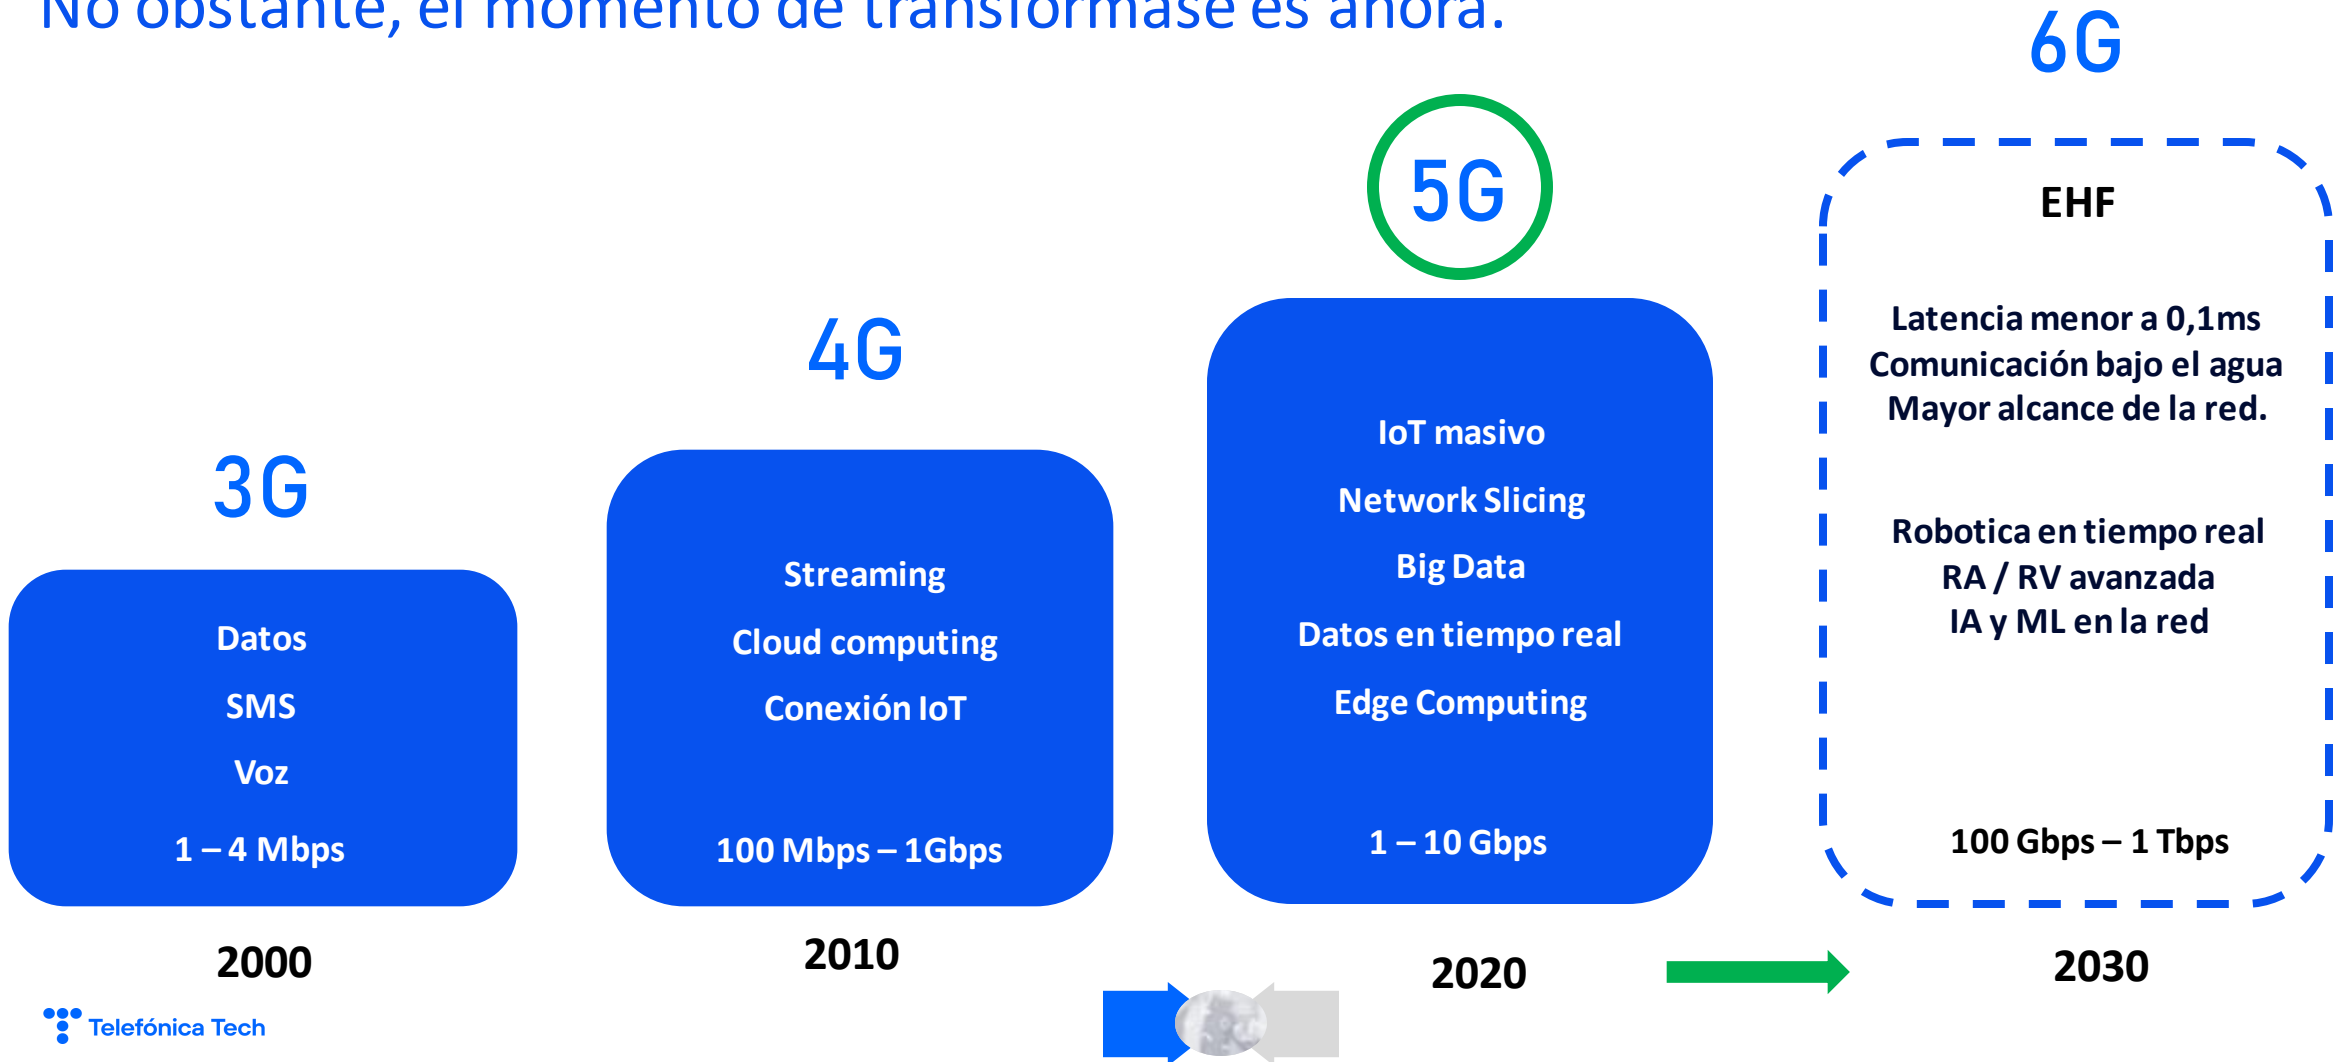 No obstante, el momento de transformase es ahora.
3G
Datos
SMS
Voz
1 – 4 Mbps
2000
4G
Streaming
Cloud computing
Conexión IoT
100 Mbps – 1Gbps
2010
5G
IoT masivo
Network Slicing
Big Data
Datos en tiempo real
Edge Computing
1 – 10 Gbps
2020
6G
EHF
Latencia menor a 0,1ms
Comunicación bajo el agua
Mayor alcance de la red.
Robotica en tiempo real
RA / RV avanzada
IA y ML en la red
100 Gbps – 1 Tbps
2030
Telefónica Tech